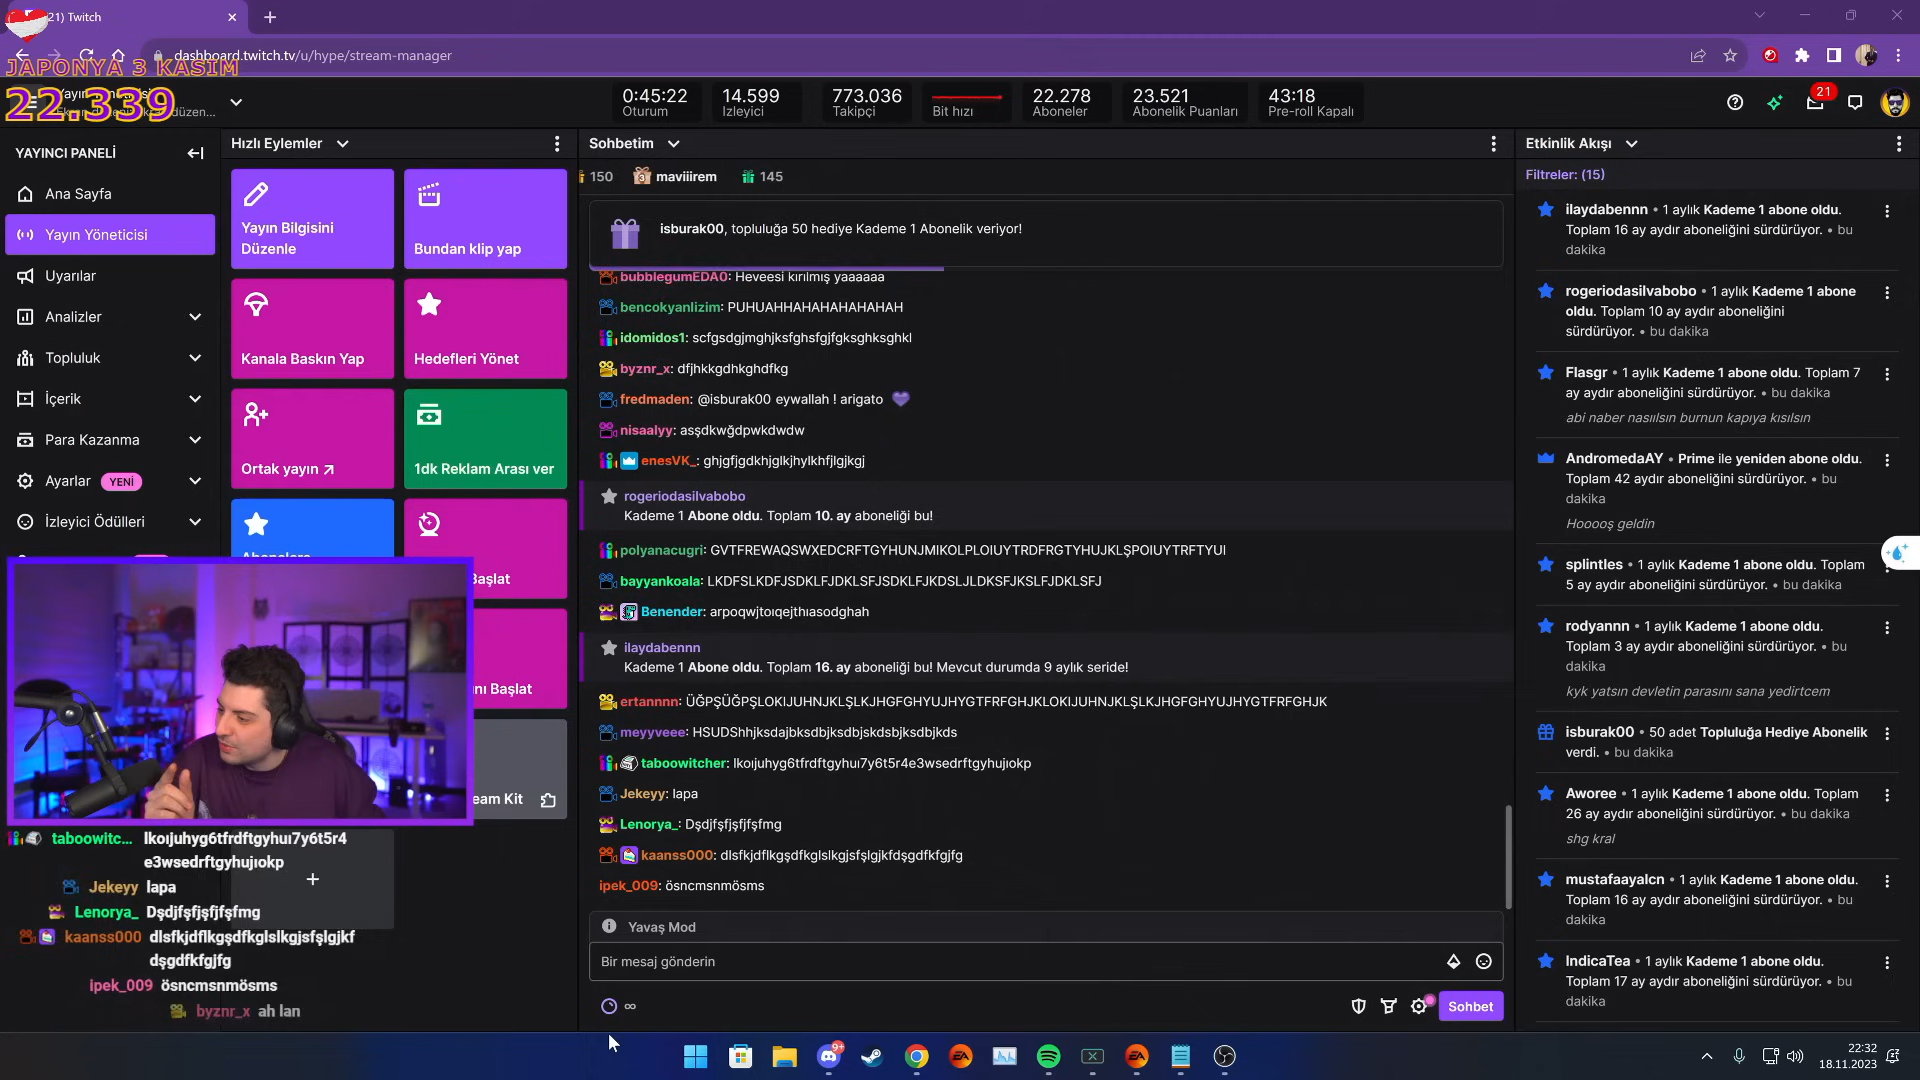 21) Twitch
dashboard.twitch.tv/u/hype/stream-manager
JAPONYA 3 KASIM
22.339
0:45:22
Oturum
14.599
İzleyici
773.036
Takipçi
Bit hızı
22.278
Aboneler
23.521
Abonelik Puanları
43:18
Pre-roll Kapalı
21
YAYINCI PANELİ
Ana Sayfa
Yayın Yöneticisi
Uyarılar
Analizler
Topluluk
İçerik
Para Kazanma
Ayarlar YENİ
İzleyici Ödülleri
Hızlı Eylemler
Yayın Bilgisini
Düzenle
Bundan klip yap
Kanala Baskın Yap
Hedefleri Yönet
Ortak yayın
1dk Reklam Arası ver
Başlat
Başlat
Kit
taboowitc... lkoıjuhyg6tfrdftgyhuı7y6t5r4
e3wsedrftgyhujıokp
Jekeyy lapa
Lenorya_ Dşdjfşfjşfjfşfmg
kaanss000 dlsfkjdflkgşdfkglslkgjsfşlgjkf
dşgdfkfgjfg
ipek_009 ösncmsnmösms
byznr_x ah lan
Sohbetim
150 3 maviiirem 145
isburak00, topluluğa 50 hediye Kademe 1 Abonelik veriyor!
bubblegumEDA0: Heveesi kırılmış yaaaaaa
bencokyanlizim: PUHUAHHAHAHAHAHAHAH
idomidos1: scfgsdgjmghjksfghsfgjfgksghksghkl
byznr_x: dfjhkkgdhkghdfkg
fredmaden: @isburak00 eywallah ! arigato
nisaalyy: asşdkwğdpwkdwdw
enesVK_: ghjgfjgdkhjglkjhylkhfjlgjkgj
rogeriodasilvabobo
Kademe 1 Abone oldu. Toplam 10. ay aboneliği bu!
polyanacugri: GVTFREWAQSWXEDCRFTGYHUNJMIKOLPLOIUYTRDFRGTYHUJKLŞPOIUYTRFTYUI
bayyankoala: LKDFSLKDFJSDKLFJDKLSFJSDKLFJKDSLJLDKSFJKSLFJDKLSFJ
Benender: arpoqwjtoıqejthıasodghah
ilaydabennn
Kademe 1 Abone oldu. Toplam 16. ay aboneliği bu! Mevcut durumda 9 aylık seride!
ertannnn: ÜĞPŞÜĞPŞLOKIJUHNJKLŞLKJHGFGHYUJHYGTFRFGHJKLOKIJUHNJKLŞLKJHGFGHYUJHYGTFRFGHJK
meyyveee: HSUDShhjksdajbksdbjksdbjskdsbjksbdjkds
taboowitcher: lkoıjuhyg6tfrdftgyhuı7y6t5r4e3wsedrftgyhujıokp
Jekeyy: lapa
Lenorya_: Dşdjfşfjşfjfşfmg
kaanss000: dlsfkjdflkgşdfkglslkgjsfşlgjkfdşgdfkfgjfg
ipek_009: ösncmsnmösms
Yavaş Mod
Bir mesaj gönderin
∞
Sohbet
Etkinlik Akışı
Filtreler: (15)
ilaydabennn • 1 aylık Kademe 1 abone oldu.
Toplam 16 ay aydır aboneliğini sürdürüyor. • bu
dakika
rogeriodasilvabobo • 1 aylık Kademe 1 abone
oldu. Toplam 10 ay aydır aboneliğini
sürdürüyor. • bu dakika
Flasgr • 1 aylık Kademe 1 abone oldu. Toplam 7
ay aydır aboneliğini sürdürüyor. • bu dakika
abi naber nasılsın burnun kapıya kısılsın
AndromedaAY • Prime ile yeniden abone oldu.
Toplam 42 aydır aboneliğini sürdürüyor. • bu
dakika
Hooooş geldin
splintles • 1 aylık Kademe 1 abone oldu. Toplam
5 ay aydır aboneliğini sürdürüyor. • bu dakika
rodyannn • 1 aylık Kademe 1 abone oldu.
Toplam 3 ay aydır aboneliğini sürdürüyor. • bu
dakika
kyk yatsın devletin parasını sana yedirtcem
isburak00 • 50 adet Topluluğa Hediye Abonelik
verdi. • bu dakika
Aworee • 1 aylık Kademe 1 abone oldu. Toplam
26 ay aydır aboneliğini sürdürüyor. • bu dakika
shg kral
mustafaayalcn • 1 aylık Kademe 1 abone oldu.
Toplam 16 ay aydır aboneliğini sürdürüyor. • bu
dakika
IndicaTea • 1 aylık Kademe 1 abone oldu.
Toplam 17 ay aydır aboneliğini sürdürüyor. • bu
dakika
9+
EA
EA
22:32
18.11.2023